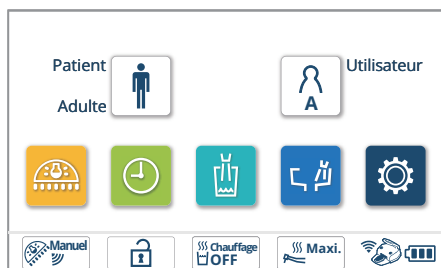 Patient
Utilisateur
Adulte
A
Manuel
Chauffage
OFF
Maxi.